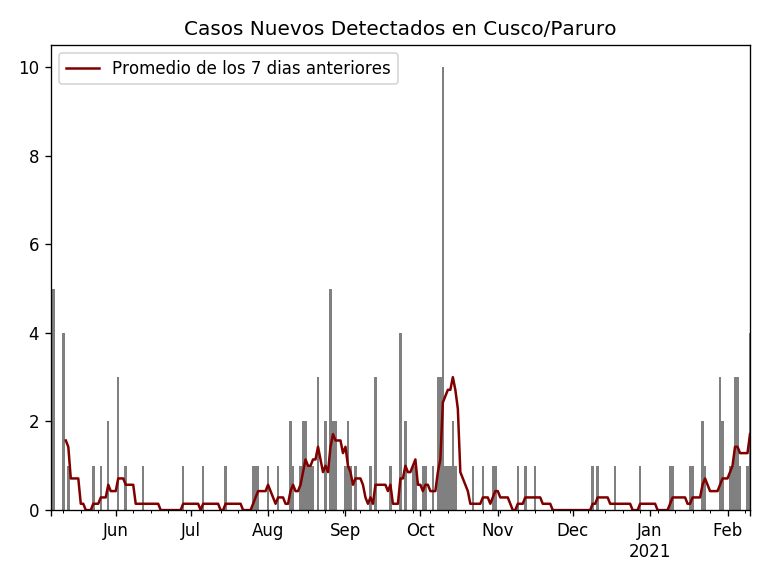 Casos Nuevos Detectados en Cusco/Paruro
Promedio de los 7 dias anteriores
10
8
6
4
2
0
Jun Jul Aug Sep Oct Nov Dec Jan Feb
2021